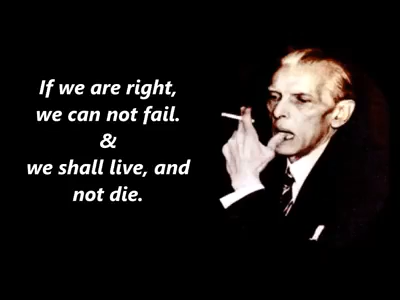 If we are right,
we can not fail.
&
we shall live, and
not die.